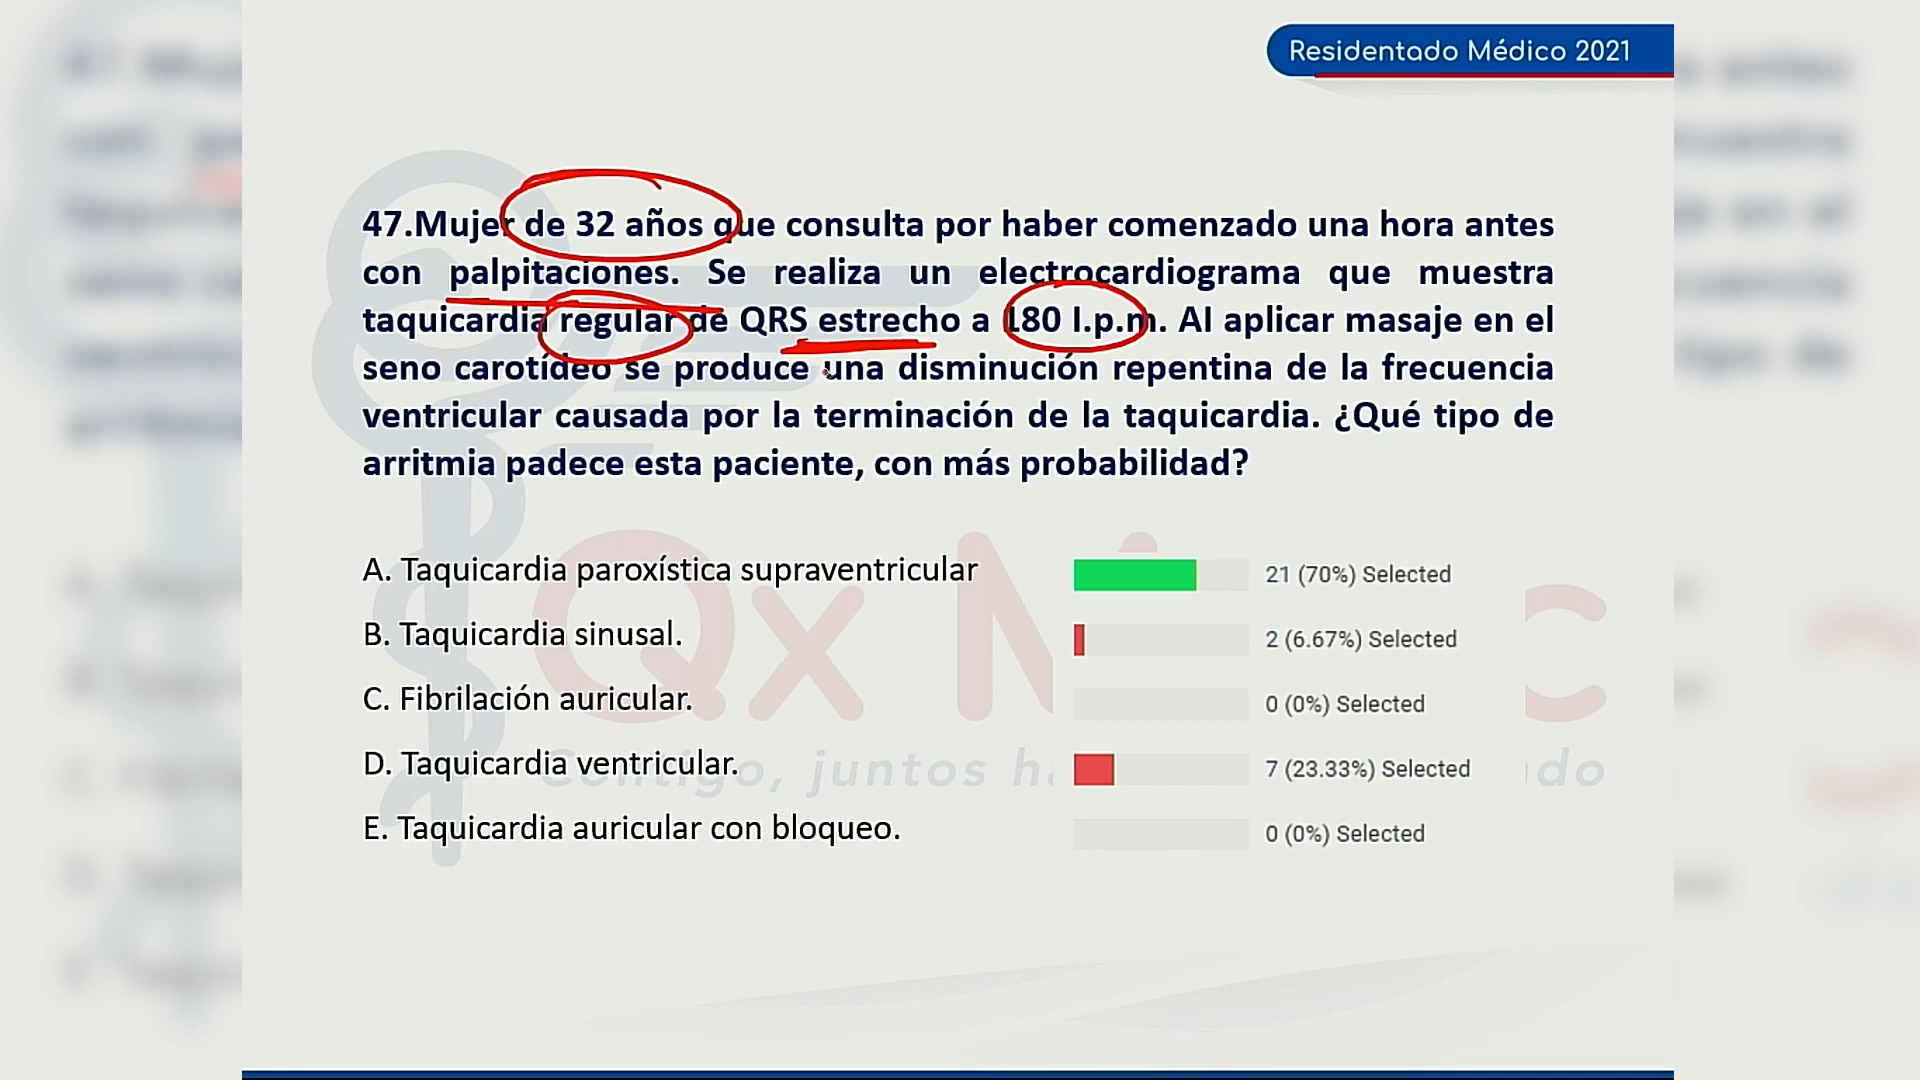 Residentado Médico 2021
47.Mujer de 32 años que consulta por haber comenzado una hora antes
con palpitaciones. Se realiza un electrocardiograma que muestra
taquicardia regular de QRS estrecho a 180 l.p.m. Al aplicar masaje en el
seno carotídeo se produce una disminución repentina de la frecuencia
ventricular causada por la terminación de la taquicardia. ¿Qué tipo de
arritmia padece esta paciente, con más probabilidad?
A. Taquicardia paroxística supraventricular
21 (70%) Selected
B. Taquicardia sinusal.
2 (6.67%) Selected
C. Fibrilación auricular.
0 (0%) Selected
D. Taquicardia ventricular.
7 (23.33%) Selected
E. Taquicardia auricular con bloqueo.
0 (0%) Selected
Qx M
Contigo, juntos